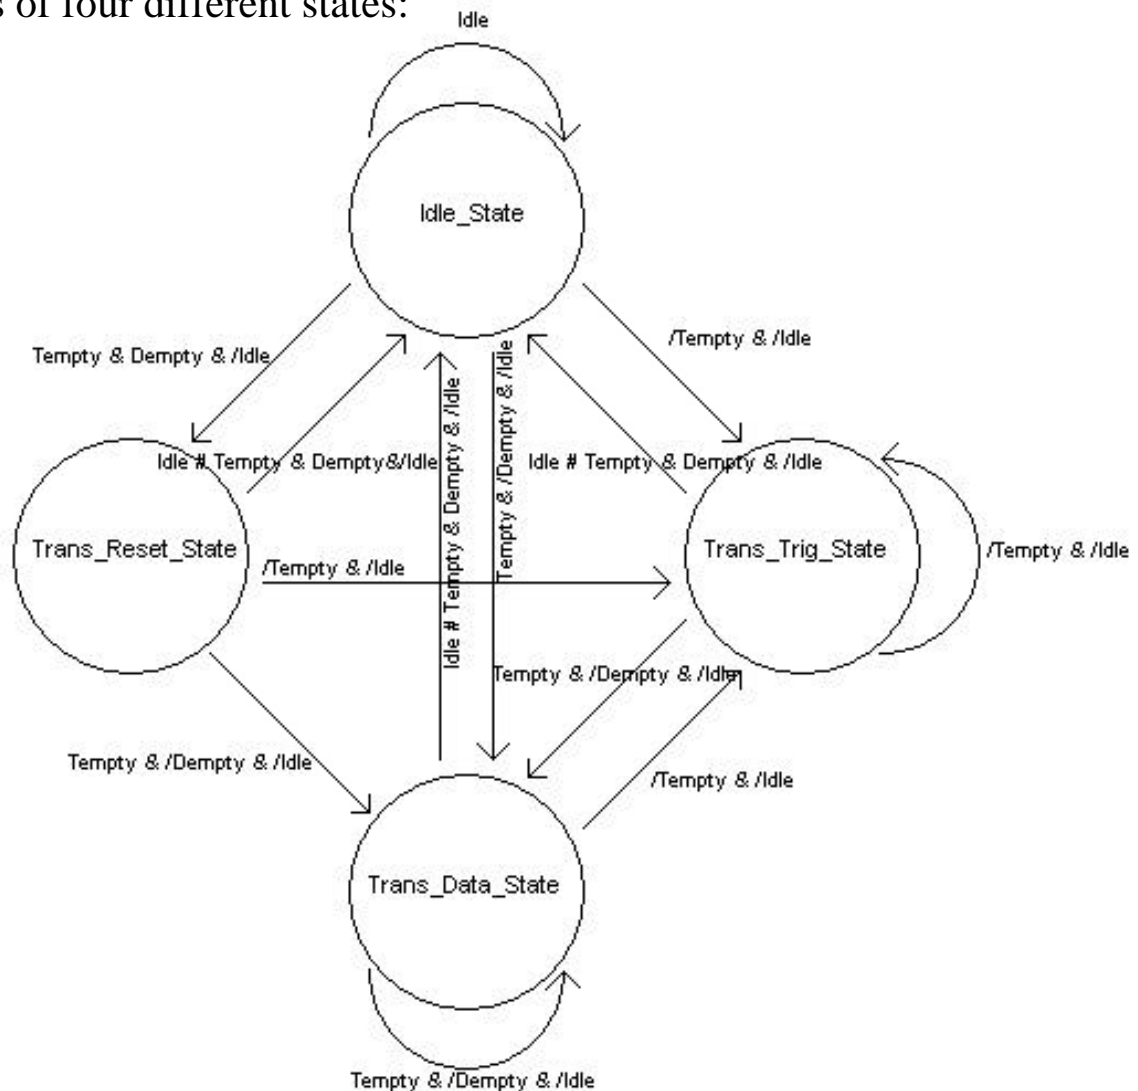 s of four different states:
Idle
Idle_State
Tempty & Dempty & /Idle
/Tempty & /Idle
Idle # Tempty & Dempty&/Idle
Idle # Tempty & Dempty & /Idle
Tempty & /Dempty & /Idle
Idle # Tempty & Dempty & /Idle
Trans_Reset_State
Trans_Trig_State
/Tempty & /Idle
/Tempty & /Idle
Tempty & /Dempty & /Idle
Tempty & /Dempty & /Idle
/Tempty & /Idle
Trans_Data_State
Tempty & /Dempty & /Idle